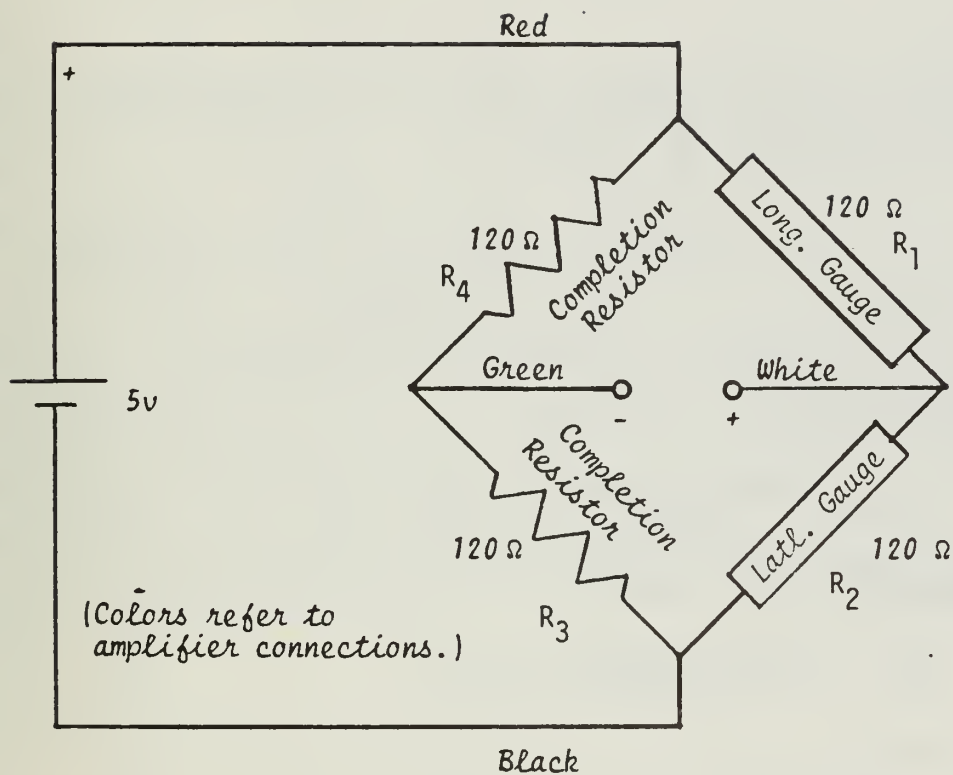 Red
+
120 Ω
R1
Long. Gauge
120 Ω
R4
Completion
Resistor
Green
White
5v
-
+
Completion
Resistor
Latl. Gauge
120 Ω
R2
120 Ω
R3
(Colors refer to
amplifier connections.)
Black